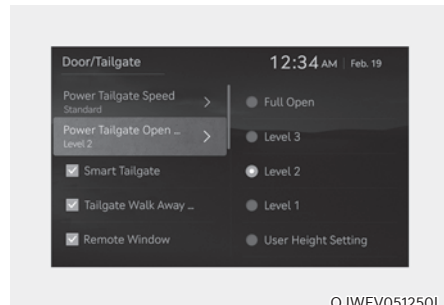 Door/Tailgate
12:34 AM | Feb. 19
Power Tailgate Speed
Standard
Power Tailgate Open ...
Level 2
Smart Tailgate
Tailgate Walk Away ...
Remote Window
Full Open
Level 3
Level 2
Level 1
User Height Setting
OJWEV051250L